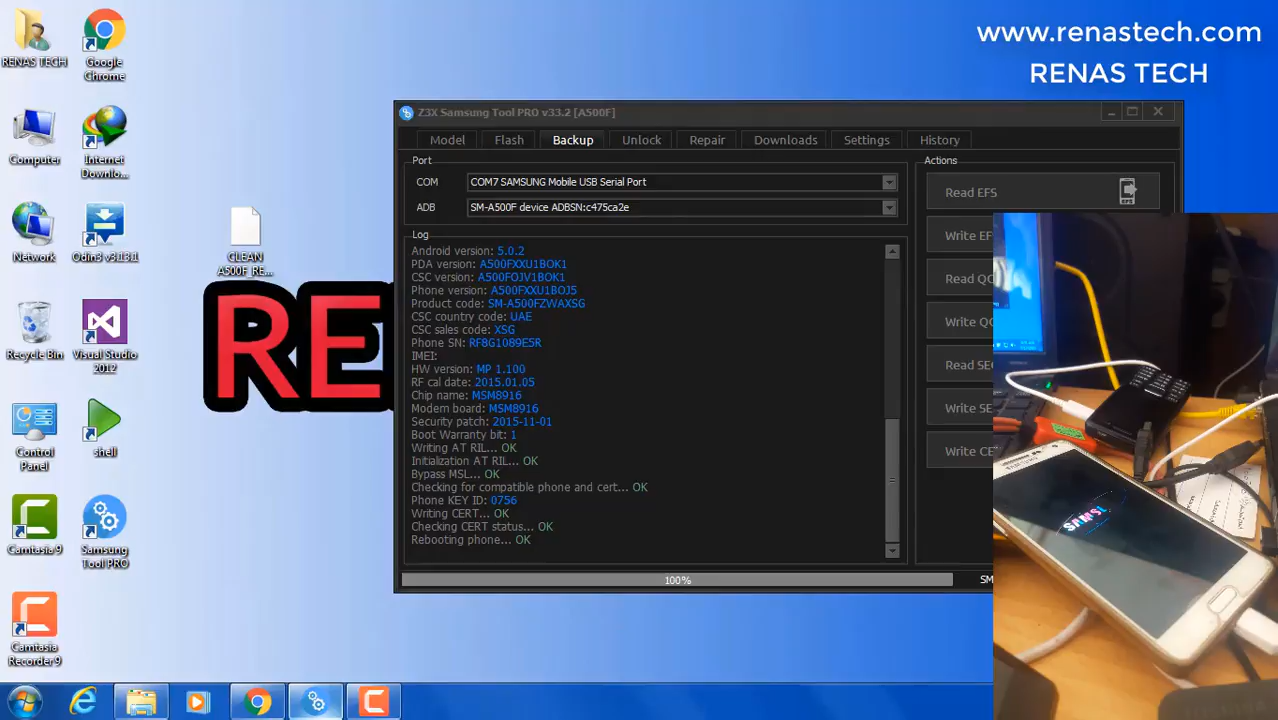 www.renastech.com
RENAS TECH
RENAS TECH
Google
Chrome
Computer
Internet
Downlo...
Network
Odin3 v3.13.1
Recycle Bin
Visual Studio
2012
Control
Panel
shell
Camtasia 9
Samsung
Tool PRO
Camtasia
Recorder 9
CLEAN
A500F_RE...
RE
Z3X Samsung Tool PRO v33.2 [A500F]
Model Flash Backup Unlock Repair Downloads Settings History
Port
COM COM7 SAMSUNG Mobile USB Serial Port
ADB SM-A500F device ADBSN:c475ca2e
Log
Android version: 5.0.2
PDA version: A500FXXU1BOK1
CSC version: A500FOJV1BOK1
Phone version: A500FXXU1BOJ5
Product code: SM-A500FZWAXSG
CSC country code: UAE
CSC sales code: XSG
Phone SN: RF8G1089E5R
IMEI:
HW version: MP 1.100
RF cal date: 2015.01.05
Chip name: MSM8916
Modem board: MSM8916
Security patch: 2015-11-01
Boot Warranty bit: 1
Writing AT RIL... OK
Initialization AT RIL... OK
Bypass MSL... OK
Checking for compatible phone and cert... OK
Phone KEY ID: 0756
Writing CERT... OK
Checking CERT status... OK
Rebooting phone... OK
100%
SM
Actions
Read EFS
EFS
Write EF
Read QC
Write QC
Read SE
Write SE
Write CE
SAMSUNG
SAMSUNG